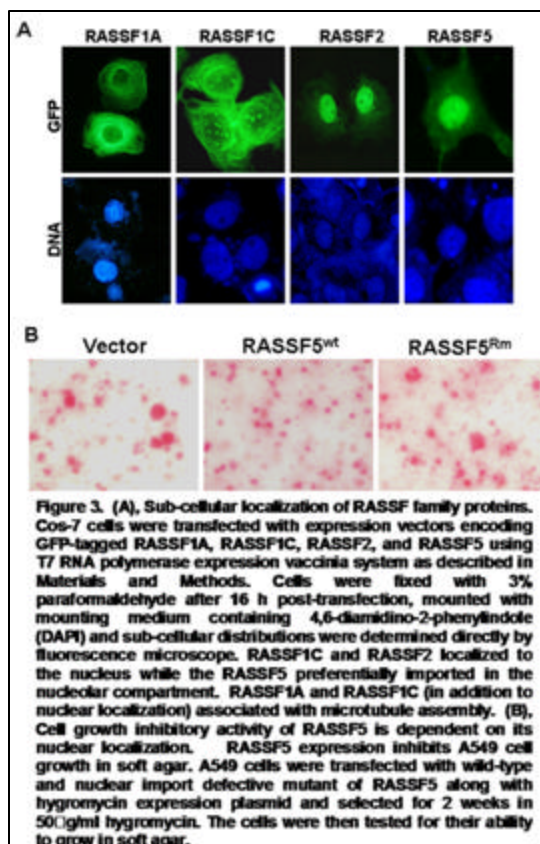 A
RASSF1A RASSF1C RASSF2 RASSF5
GFP
DNA
B
Vector RASSF5wt RASSF5Rm
Figure 3. (A), Sub-cellular localization of RASSF family proteins.
Cos-7 cells were transfected with expression vectors encoding
GFP-tagged RASSF1A, RASSF1C, RASSF2, and RASSF5 using
T7 RNA polymerase expression vaccinia system as described in
Materials and Methods. Cells were fixed with 3%
paraformaldehyde after 16 h post-transfection, mounted with
mounting medium containing 4,6-diamidino-2-phenylindole
(DAPI) and sub-cellular distributions were determined directly by
fluorescence microscope. RASSF1C and RASSF2 localized to
the nucleus while the RASSF5 preferentially imported in the
nucleolar compartment. RASSF1A and RASSF1C (in addition to
nuclear localization) associated with microtubule assembly. (B),
Cell growth inhibitory activity of RASSF5 is dependent on its
nuclear localization. RASSF5 expression inhibits A549 cell
growth in soft agar. A549 cells were transfected with wild-type
and nuclear import defective mutant of RASSF5 along with
hygromycin expression plasmid and selected for 2 weeks in
50□g/ml hygromycin. The cells were then tested for their ability
to grow in soft agar.